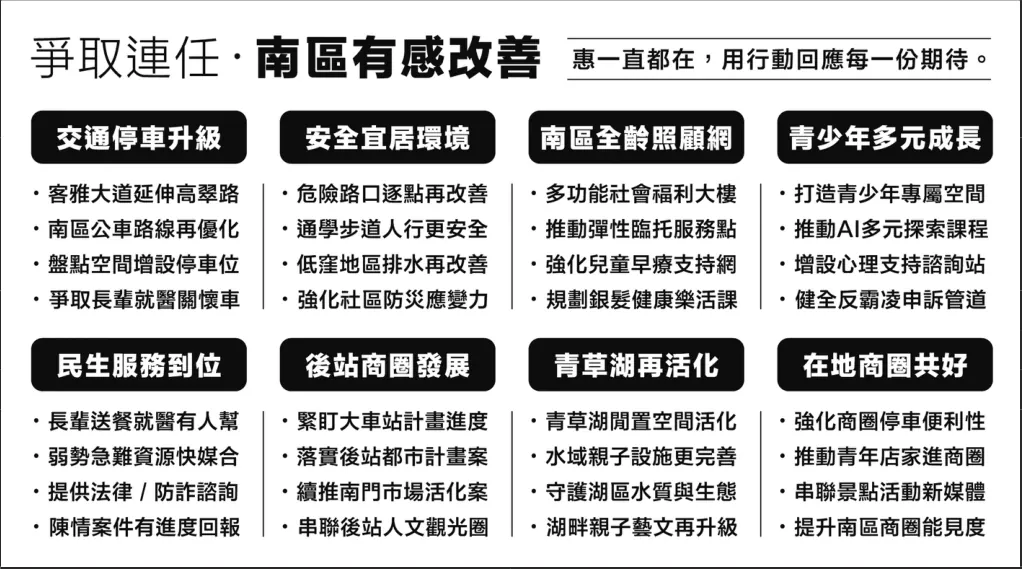 爭取連任・南區有感改善
惠一直都在，用行動回應每一份期待。
交通停車升級
・客雅大道延伸高翠路
・南區公車路線再優化
・盤點空間增設停車位
・爭取長輩就醫關懷車
安全宜居環境
・危險路口逐點再改善
・通學步道人行更安全
・低窪地區排水再改善
・強化社區防災應變力
南區全齡照顧網
・多功能社會福利大樓
・推動彈性臨托服務點
・強化兒童早療支持網
・規劃銀髮健康樂活課
青少年多元成長
・打造青少年專屬空間
・推動AI多元探索課程
・增設心理支持諮詢站
・健全反霸凌申訴管道
民生服務到位
・長輩送餐就醫有人幫
・弱勢急難資源快媒合
・提供法律 / 防詐諮詢
・陳情案件有進度回報
後站商圈發展
・緊盯大車站計畫進度
・落實後站都市計畫案
・續推南門市場活化案
・串聯後站人文觀光圈
青草湖再活化
・青草湖閒置空間活化
・水域親子設施更完善
・守護湖區水質與生態
・湖畔親子藝文再升級
在地商圈共好
・強化商圈停車便利性
・推動青年店家進商圈
・串聯景點活動新媒體
・提升南區商圈能見度